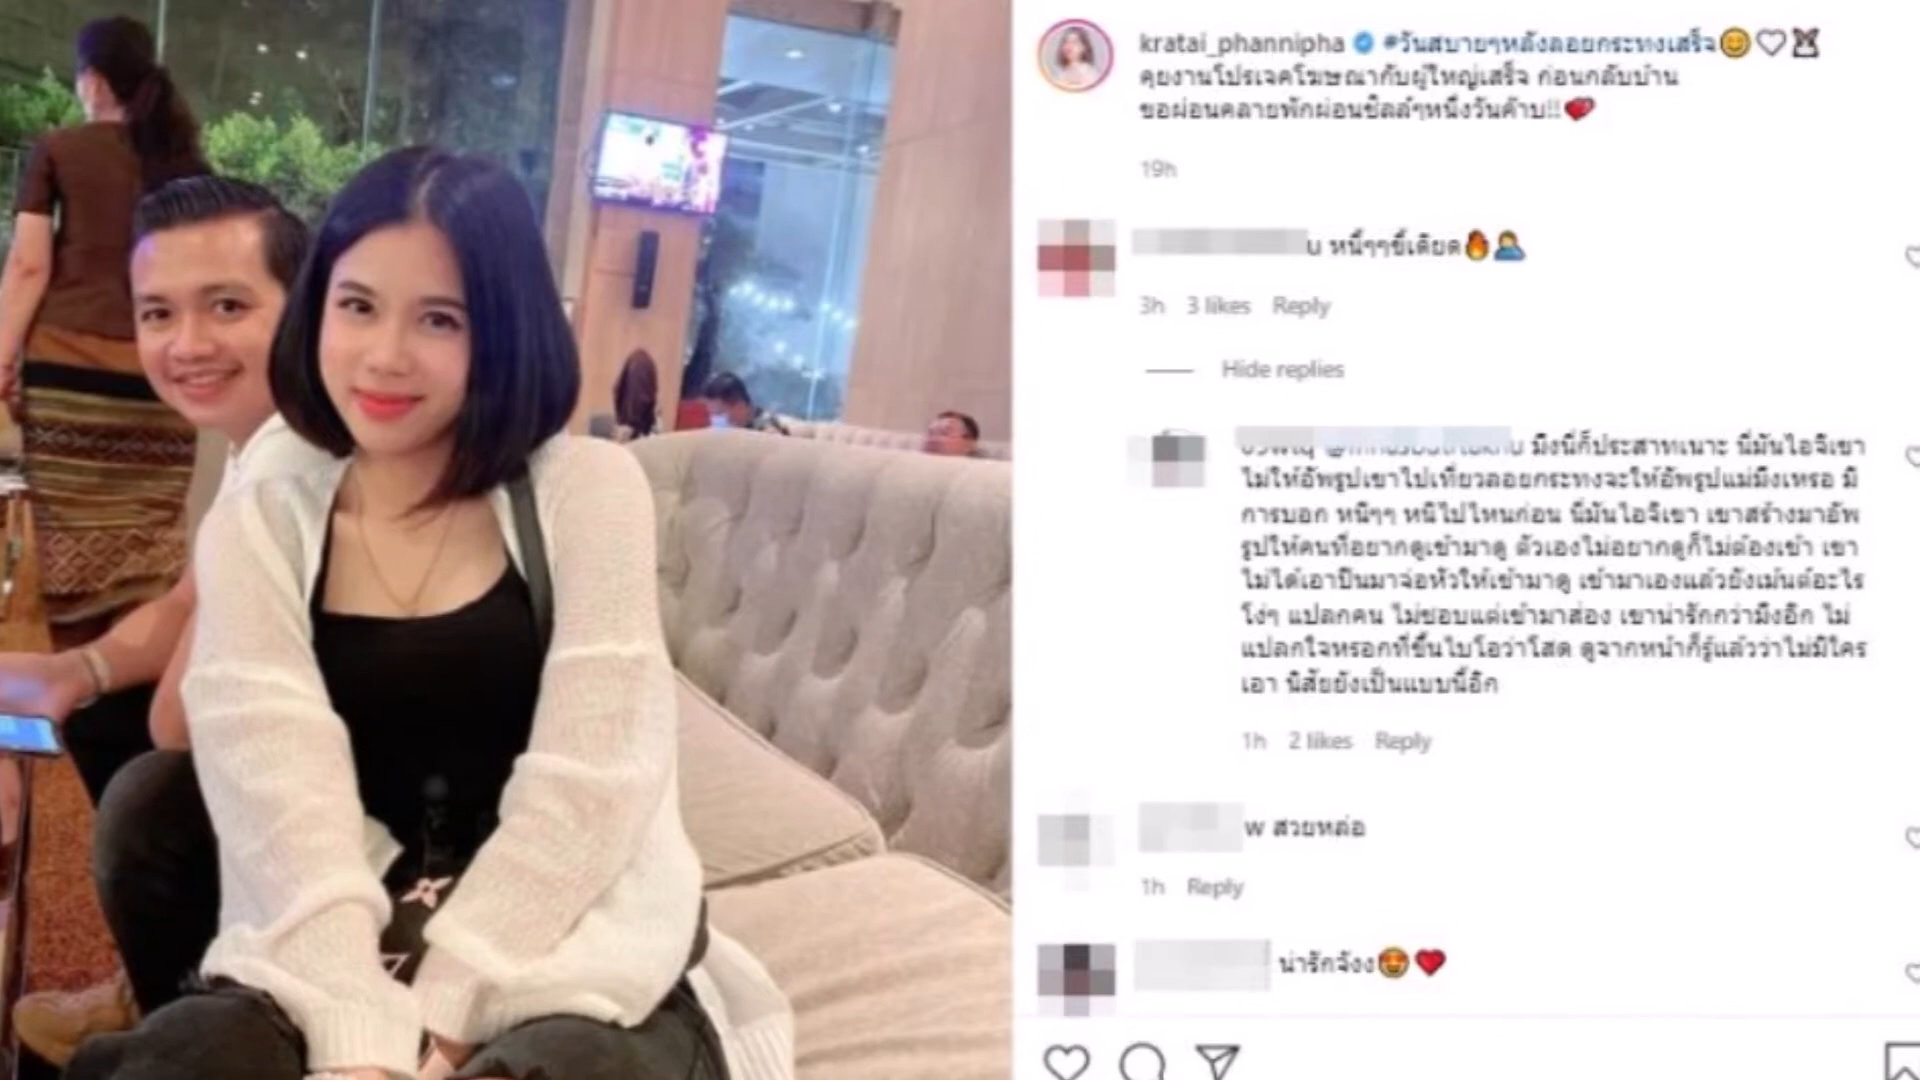 kratai_phannipha #วันสบายๆหลังลอยกระทงเสร็จ
คุยงานโปรเจคโฆษณากับผู้ใหญ่เสร็จ ก่อนกลับบ้าน
ขอผ่อนคลายพักผ่อนชิลล์ๆหนึ่งวันค้าบ!!
19h
u หนีๆๆขี้เดียด
3h 3 likes Reply
Hide replies
มึงนี่ก็ประสาทเนาะ นี่มันไอจีเขา
ไม่ให้อัพรูปเขาไปเที่ยวลอยกระทงจะให้อัพรูปแม่มึงเหรอ มี
การบอก หนีๆๆ หนีไปไหนก่อน นี่มันไอจีเขา เขาสร้างมาอัพ
รูปให้คนที่อยากดูเข้ามาดู ตัวเองไม่อยากดูก็ไม่ต้องเข้า เขา
ไม่ได้เอาปืนมาจ่อหัวให้เข้ามาดู เข้ามาเองแล้วยังเม้นต์อะไร
โง่ๆ แปลกคน ไม่ชอบแต่เข้ามาส่อง เขาน่ารักกว่ามึงอีก ไม่
แปลกใจหรอกที่ขึ้นไบโอว่าโสด ดูจากหน้าก็รู้แล้วว่าไม่มีใคร
เอา นิสัยยังเป็นแบบนี้อีก
1h 2 likes Reply
w สวยหล่อ
1h Reply
น่ารักจังง